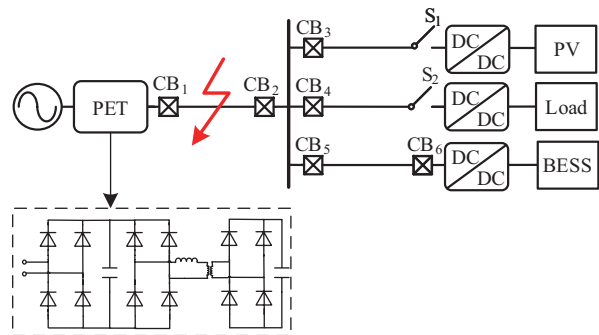 CB₃
S₁
DC
DC
PV
PET
CB₁
CB₂
CB₄
S₂
DC
DC
Load
CB₅
CB₆
DC
DC
BESS